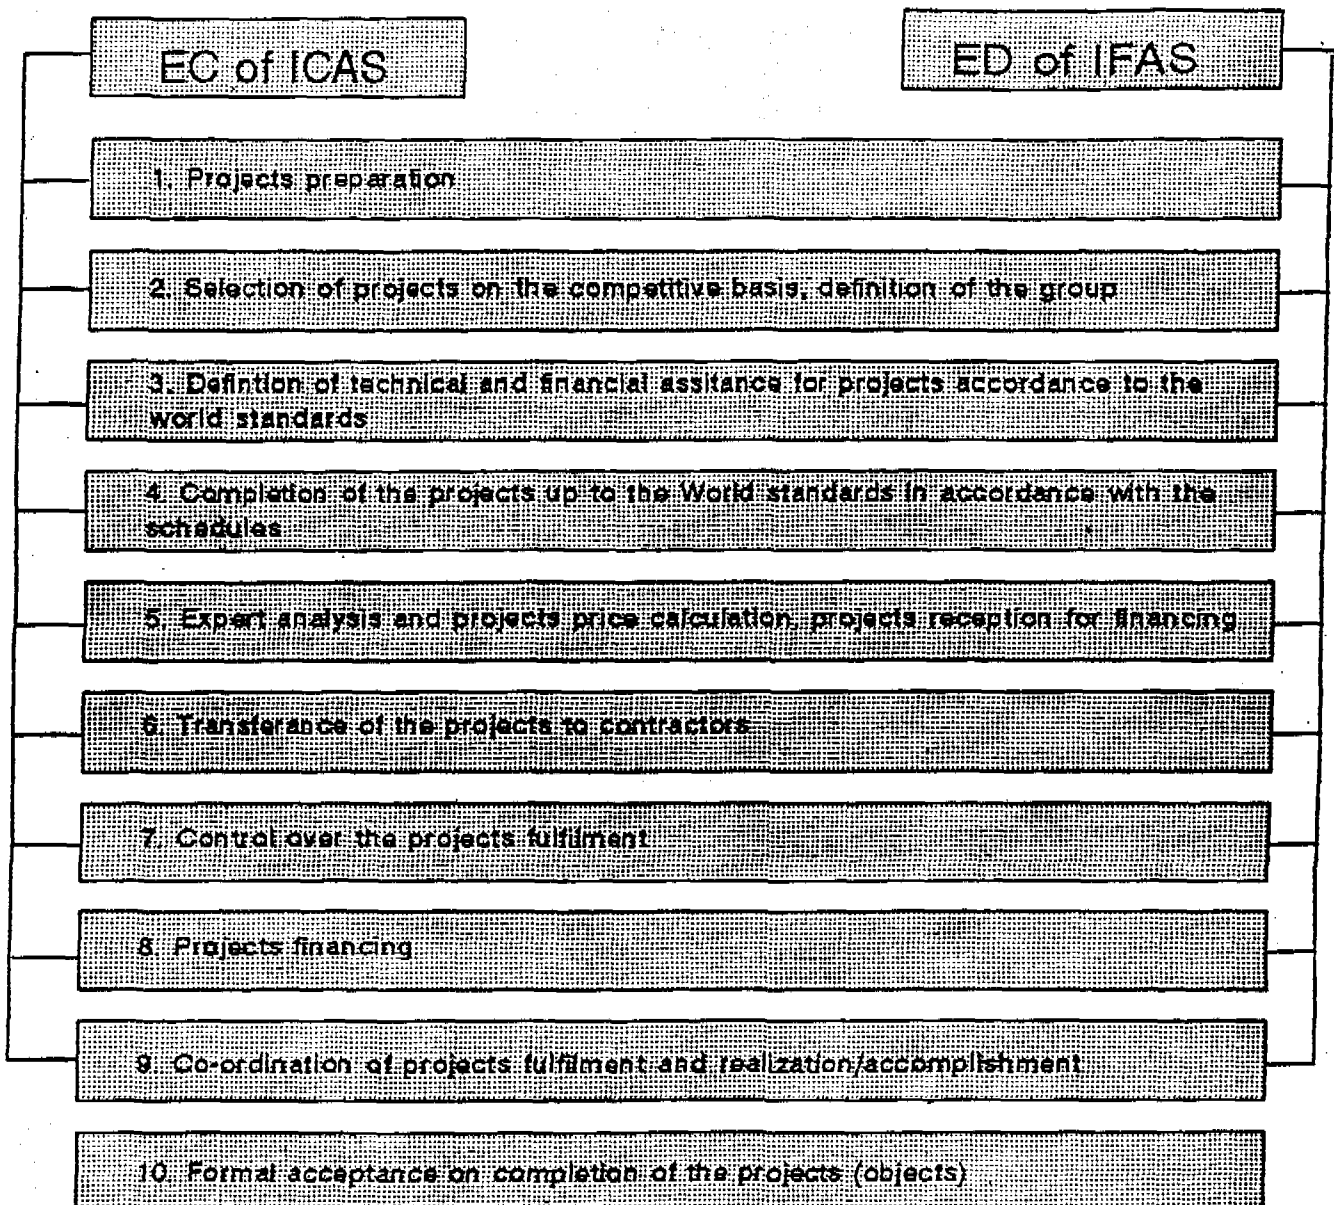 EC of ICAS
ED of IFAS
1. Projects preparation
2. Selection of projects on the competitive basis, definition of the group
3. Defintion of technical and financial assitance for projects accordance to the
world standards
4. Completion of the projects up to the World standards in accordance with the
schedules
5. Expert analysis and projects price calculation, projects reception for financing
6. Transferance of the projects to contractors
7. Control over the projects fulfilment
8. Projects financing
9. Co-ordination of projects fulfilment and realization/accomplishment
10. Formal acceptance on completion of the projects (objects)